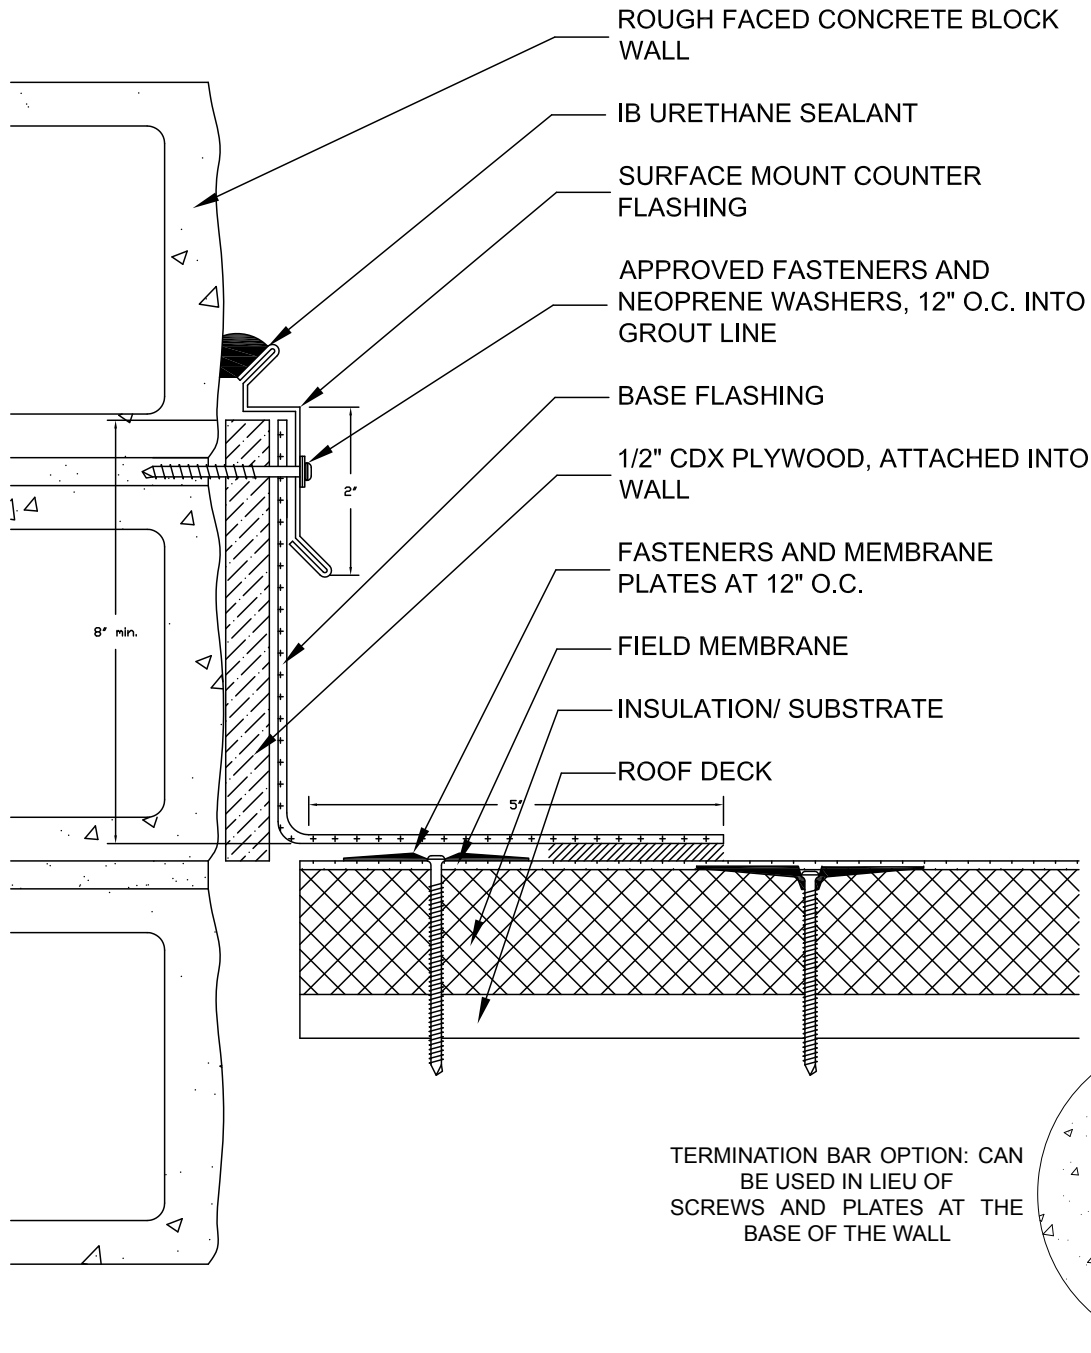 ROUGH FACED CONCRETE BLOCK
WALL
IB URETHANE SEALANT
SURFACE MOUNT COUNTER
FLASHING
APPROVED FASTENERS AND
NEOPRENE WASHERS, 12" O.C. INTO
GROUT LINE
BASE FLASHING
1/2" CDX PLYWOOD, ATTACHED INTO
WALL
2"
FASTENERS AND MEMBRANE
PLATES AT 12" O.C.
8" min.
FIELD MEMBRANE
INSULATION/ SUBSTRATE
ROOF DECK
5"
TERMINATION BAR OPTION: CAN
BE USED IN LIEU OF
SCREWS AND PLATES AT THE
BASE OF THE WALL